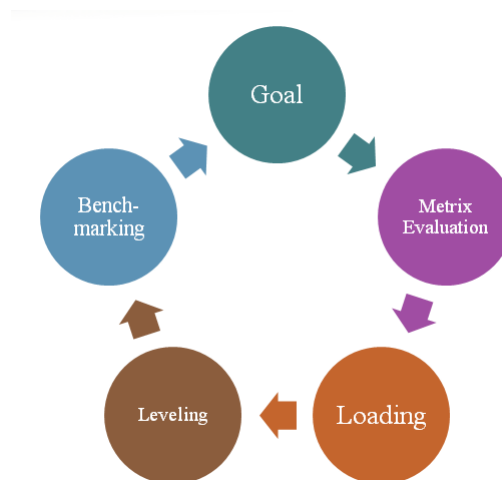 Goal
Metrix
Evaluation
Loading
Leveling
Bench-
marking